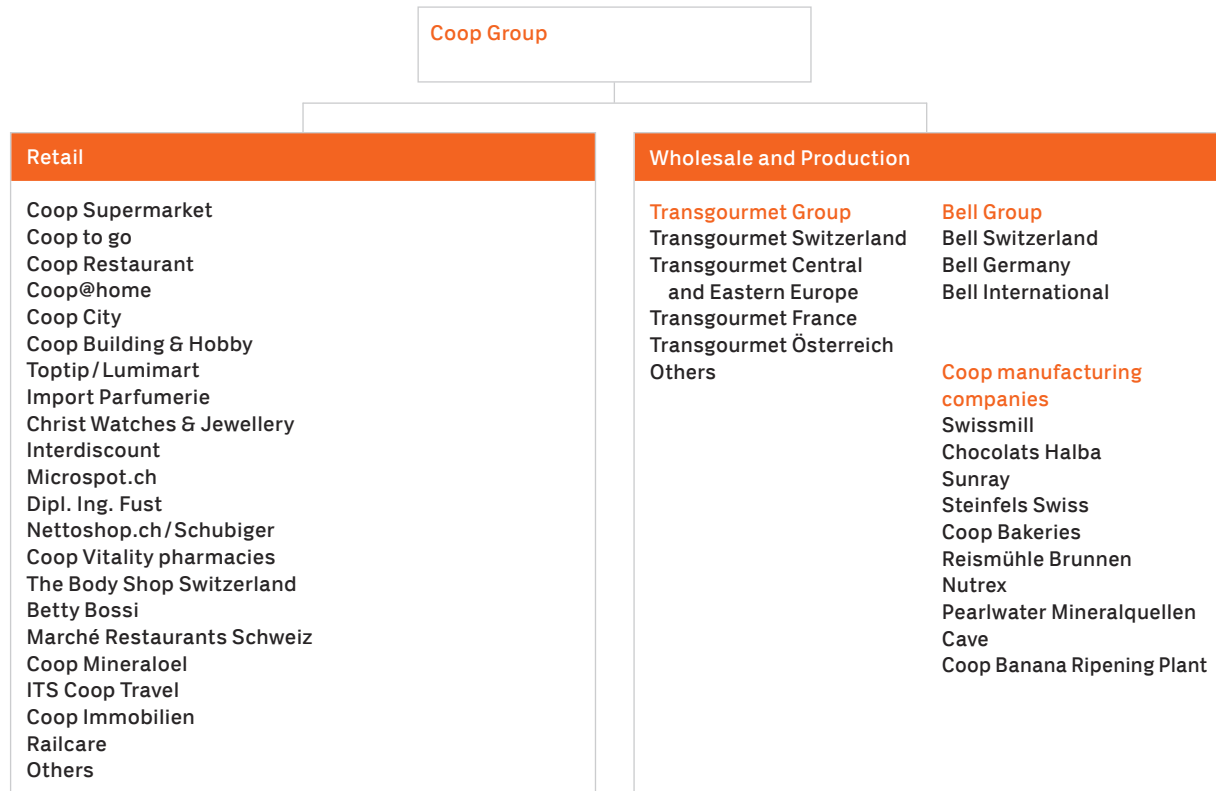 Coop Group
Retail
Coop Supermarket
Coop to go
Coop Restaurant
Coop@home
Coop City
Coop Building & Hobby
Toptip/Lumimart
Import Parfumerie
Christ Watches & Jewellery
Interdiscount
Microspot.ch
Dipl. Ing. Fust
Nettoshop.ch/Schubiger
Coop Vitality pharmacies
The Body Shop Switzerland
Betty Bossi
Marché Restaurants Schweiz
Coop Mineraloel
ITS Coop Travel
Coop Immobilien
Railcare
Others
Wholesale and Production
Transgourmet Group
Transgourmet Switzerland
Transgourmet Central
and Eastern Europe
Transgourmet France
Transgourmet Österreich
Others
Bell Group
Bell Switzerland
Bell Germany
Bell International
Coop manufacturing
companies
Swissmill
Chocolats Halba
Sunray
Steinfels Swiss
Coop Bakeries
Reismühle Brunnen
Nutrex
Pearlwater Mineralquellen
Cave
Coop Banana Ripening Plant